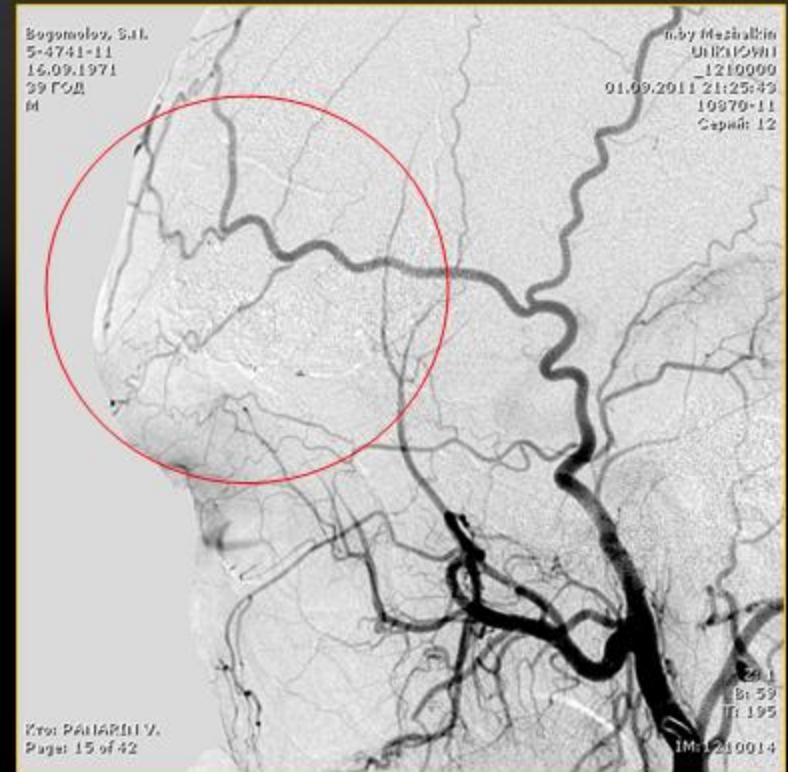 Bogomolov, S.N.
5-4741-11
16.09.1971
39 ГОД
М
n.by Meshalkin
UNKNOWN
_1210000
01.09.2011 21:25:43
10870-11
Серий: 12
Кто: PANARIN V.
Page: 15 of 42
Z: 1
B: 59
T: 195
IM:1210014